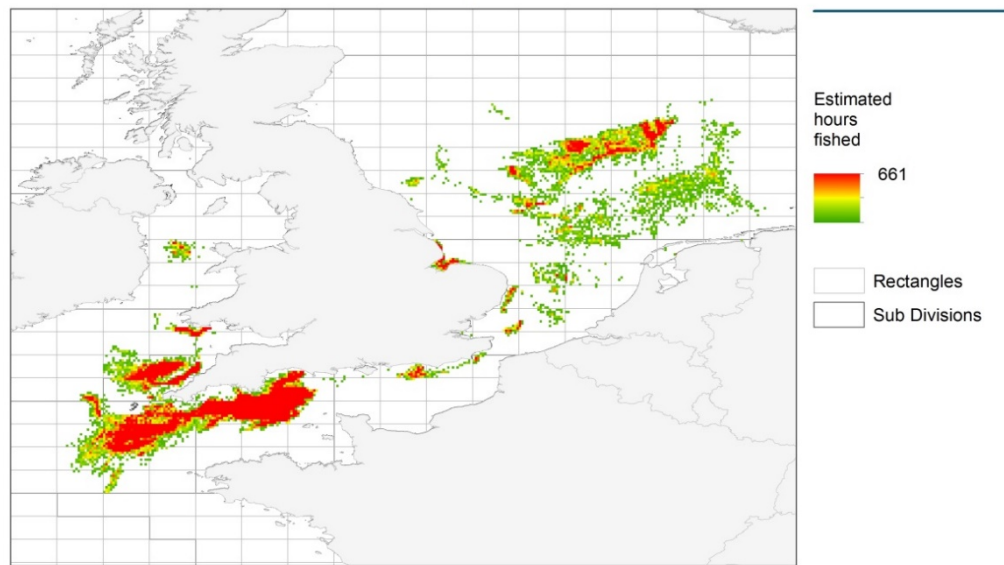 Estimated
hours
fished
661
Rectangles
Sub Divisions